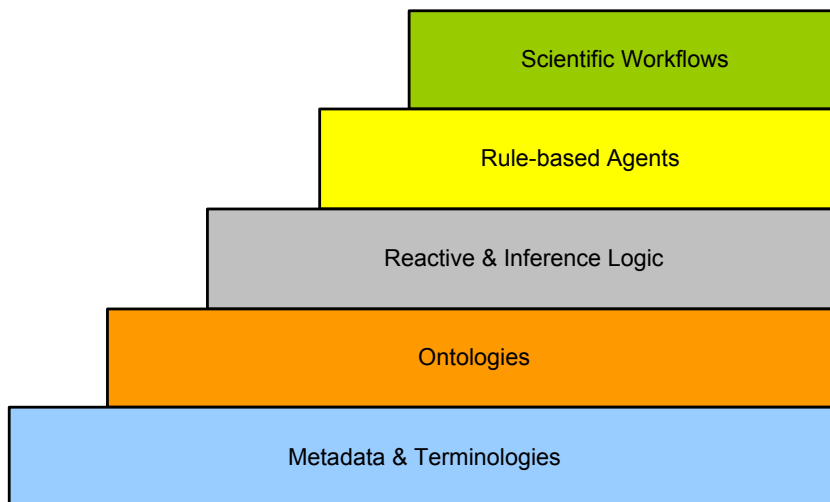 Scientific Workflows
Rule-based Agents
Reactive & Inference Logic
Ontologies
Metadata & Terminologies